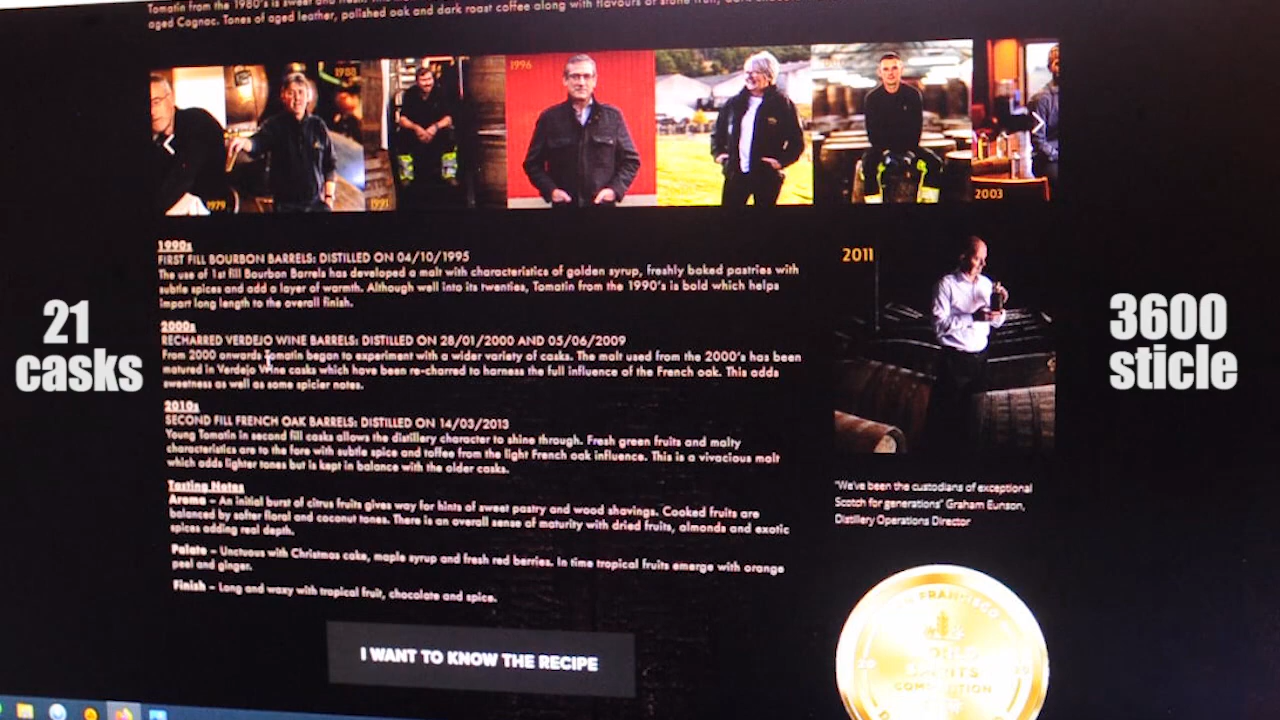 Tomatin from the 1980's is sweet and
aged Cognac. Tones of aged leather, polished oak and dark roast coffee along with flavours of stone fruit,
1988
1996
1979
1991
2003
1990s
FIRST FILL BOURBON BARRELS: DISTILLED ON 04/10/1995
The use of 1st fill Bourbon Barrels has developed a malt with characteristics of golden syrup, freshly baked pastries with
subtle spices and add a layer of warmth. Although well into its twenties, Tomatin from the 1990's is bold which helps
impart long length to the overall finish.
2000s
RECHARRED VERDEJO WINE BARRELS: DISTILLED ON 28/01/2000 AND 05/06/2009
From 2000 onwards Tomatin began to experiment with a wider variety of casks. The malt used from the 2000's has been
matured in Verdejo Wine casks which have been re-charred to harness the full influence of the French oak. This adds
sweetness as well as some spicier notes.
2010s
SECOND FILL FRENCH OAK BARRELS: DISTILLED ON 14/03/2013
Young Tomatin in second fill casks allows the distillery character to shine through. Fresh green fruits and malty
characteristics are to the fore with subtle spice and toffee from the light French oak influence. This is a vivacious malt
which adds lighter tones but is kept in balance with the older casks.
Tasting Notes
Aroma – An initial burst of citrus fruits gives way for hints of sweet pastry and wood shavings. Cooked fruits are
balanced by softer floral and coconut tones. There is an overall sense of maturity with dried fruits, almonds and exotic
spices adding real depth.
Palate – Unctuous with Christmas cake, maple syrup and fresh red berries. In time tropical fruits emerge with orange
peel and ginger.
Finish – Long and waxy with tropical fruit, chocolate and spice.
I WANT TO KNOW THE RECIPE
2011
"We've been the custodians of exceptional
Scotch for generations" Graham Eunson,
Distillery Operations Director
SPIRITS
COMPETITION
21
casks
3600
sticle